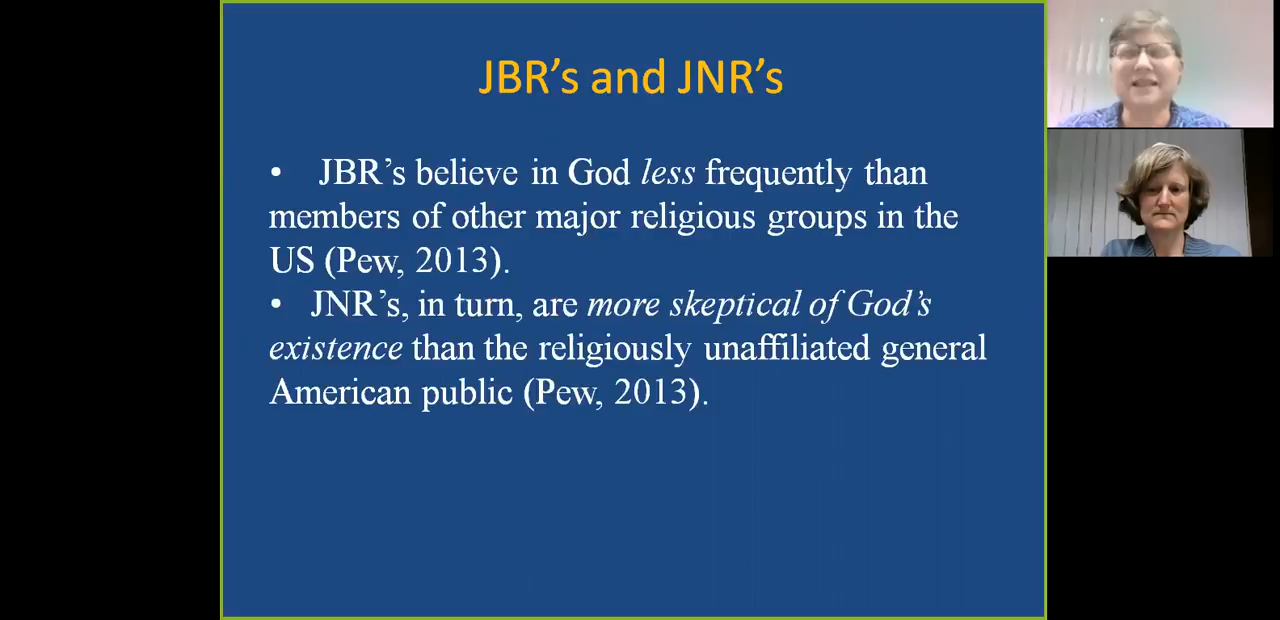 JBR’s and JNR’s
• JBR’s believe in God less frequently than
members of other major religious groups in the
US (Pew, 2013).
• JNR’s, in turn, are more skeptical of God’s
existence than the religiously unaffiliated general
American public (Pew, 2013).